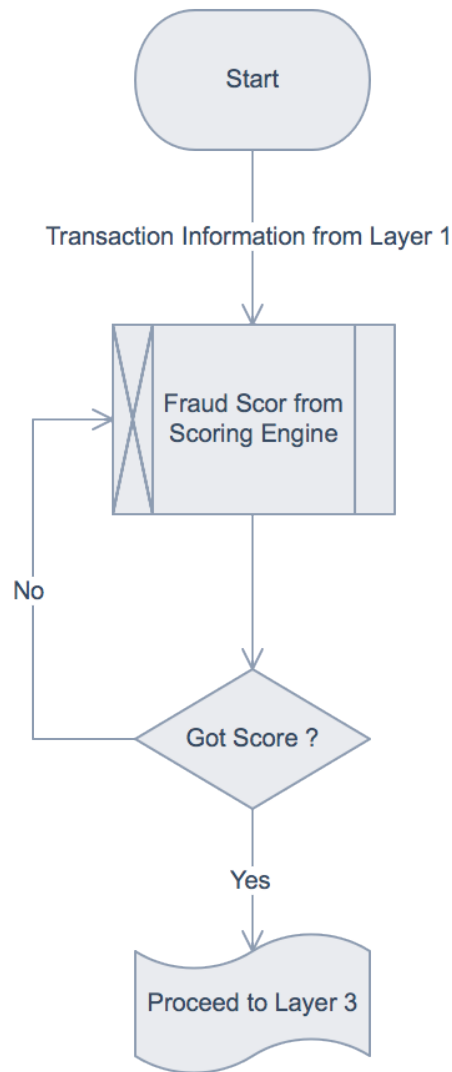 Start
Transaction Information from Layer 1
Fraud Scor from
Scoring Engine
No
Got Score ?
Yes
Proceed to Layer 3